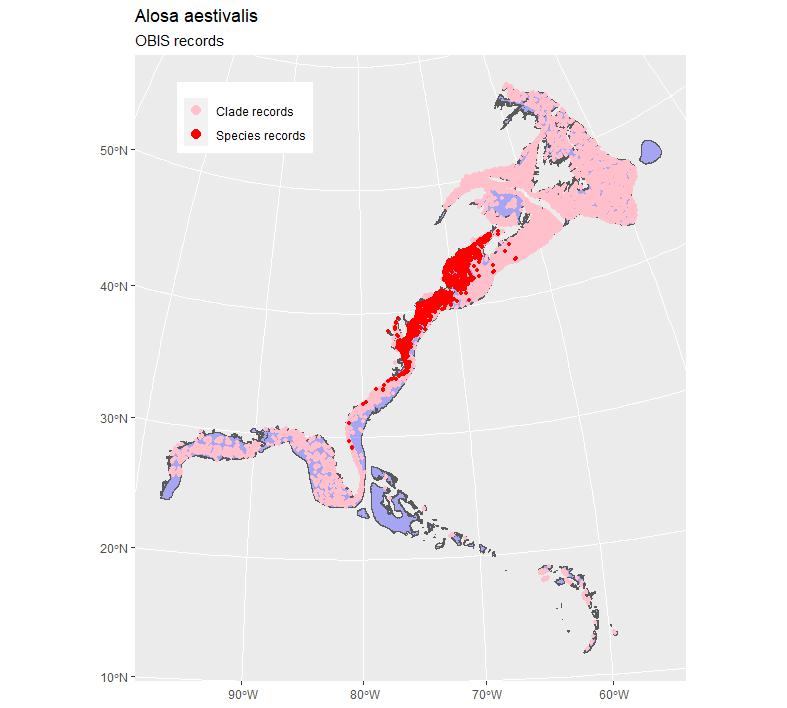 Alosa aestivalis
OBIS records
Clade records
Species records
50°N
40°N
30°N
20°N
10°N
90°W 80°W 70°W 60°W